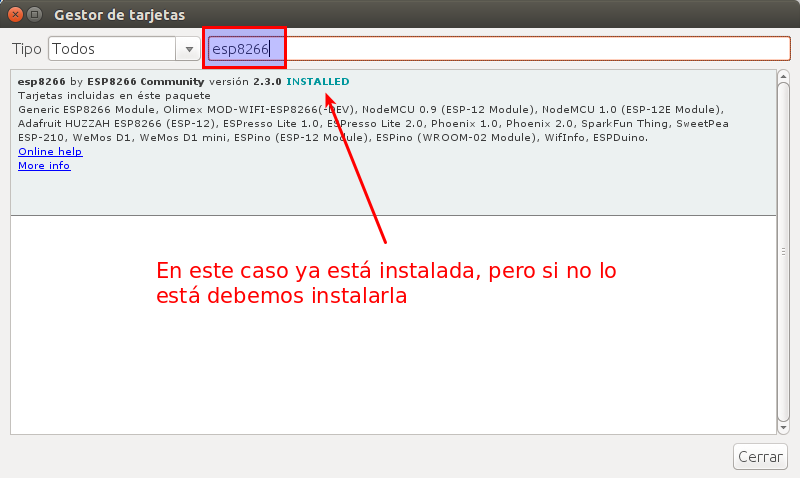 Gestor de tarjetas
Tipo Todos esp8266
esp8266 by ESP8266 Community versión 2.3.0 INSTALLED
Tarjetas incluidas en éste paquete
Generic ESP8266 Module, Olimex MOD-WIFI-ESP8266(-DEV), NodeMCU 0.9 (ESP-12 Module), NodeMCU 1.0 (ESP-12E Module),
Adafruit HUZZAH ESP8266 (ESP-12), ESPresso Lite 1.0, ESPresso Lite 2.0, Phoenix 1.0, Phoenix 2.0, SparkFun Thing, SweetPea
ESP-210, WeMos D1, WeMos D1 mini, ESPino (ESP-12 Module), ESPino (WROOM-02 Module), WifInfo, ESPDuino.
Online help
More info
En este caso ya está instalada, pero si no lo
está debemos instalarla
Cerrar